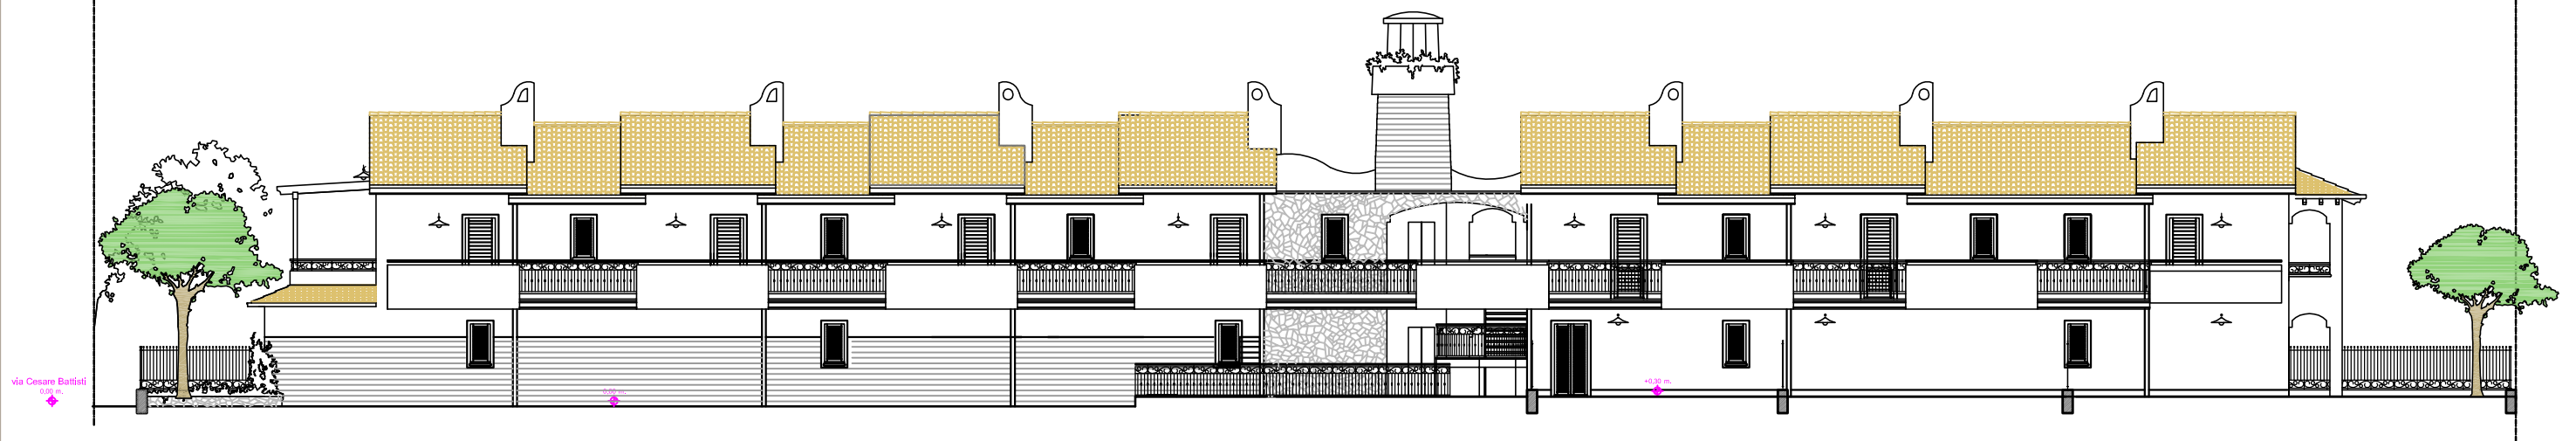 via Cesare Battisti
0,00 m.
0,00 m.
+0,30 m.